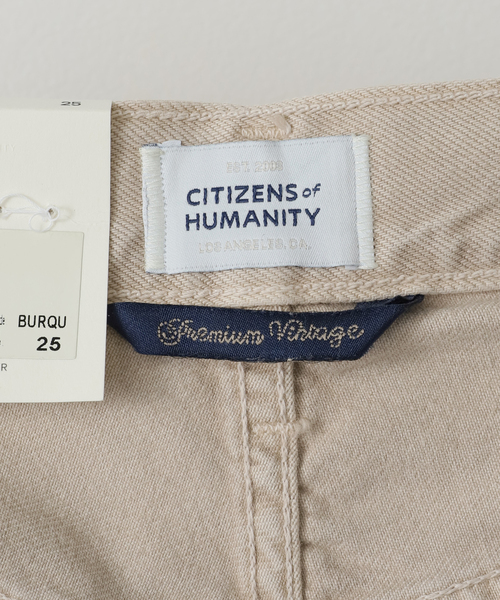 25
EST 2003
CITIZENS of
HUMANITY
LOS ANGELES, CA.
BURQU
25
R
Premium Vintage